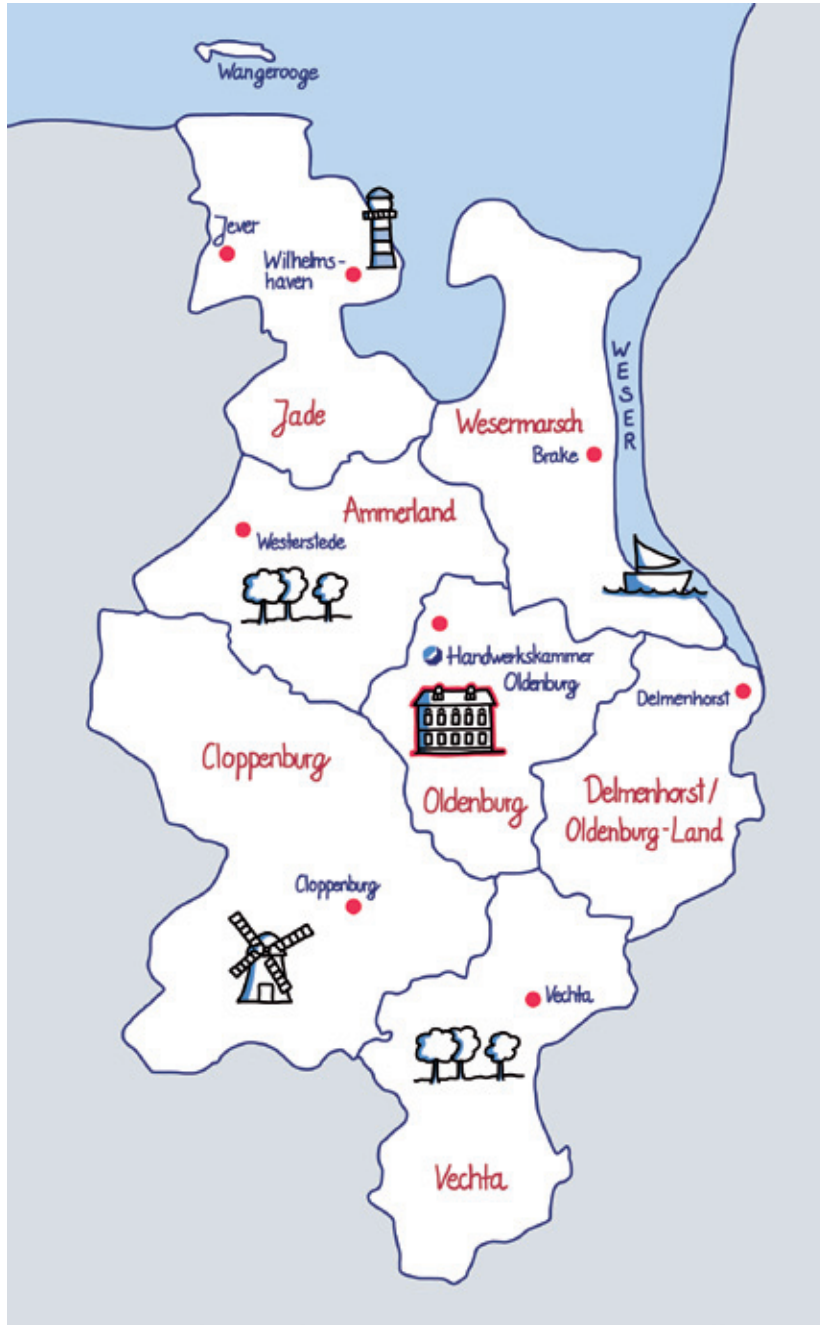 Wangerooge
Jever
Wilhelms-
haven
WESER
Jade
Wesermarsch
Brake
Ammerland
Westerstede
Handwerkskammer
Oldenburg
Delmenhorst
Cloppenburg
Oldenburg
Delmenhorst/
Oldenburg-Land
Cloppenburg
Vechta
Vechta